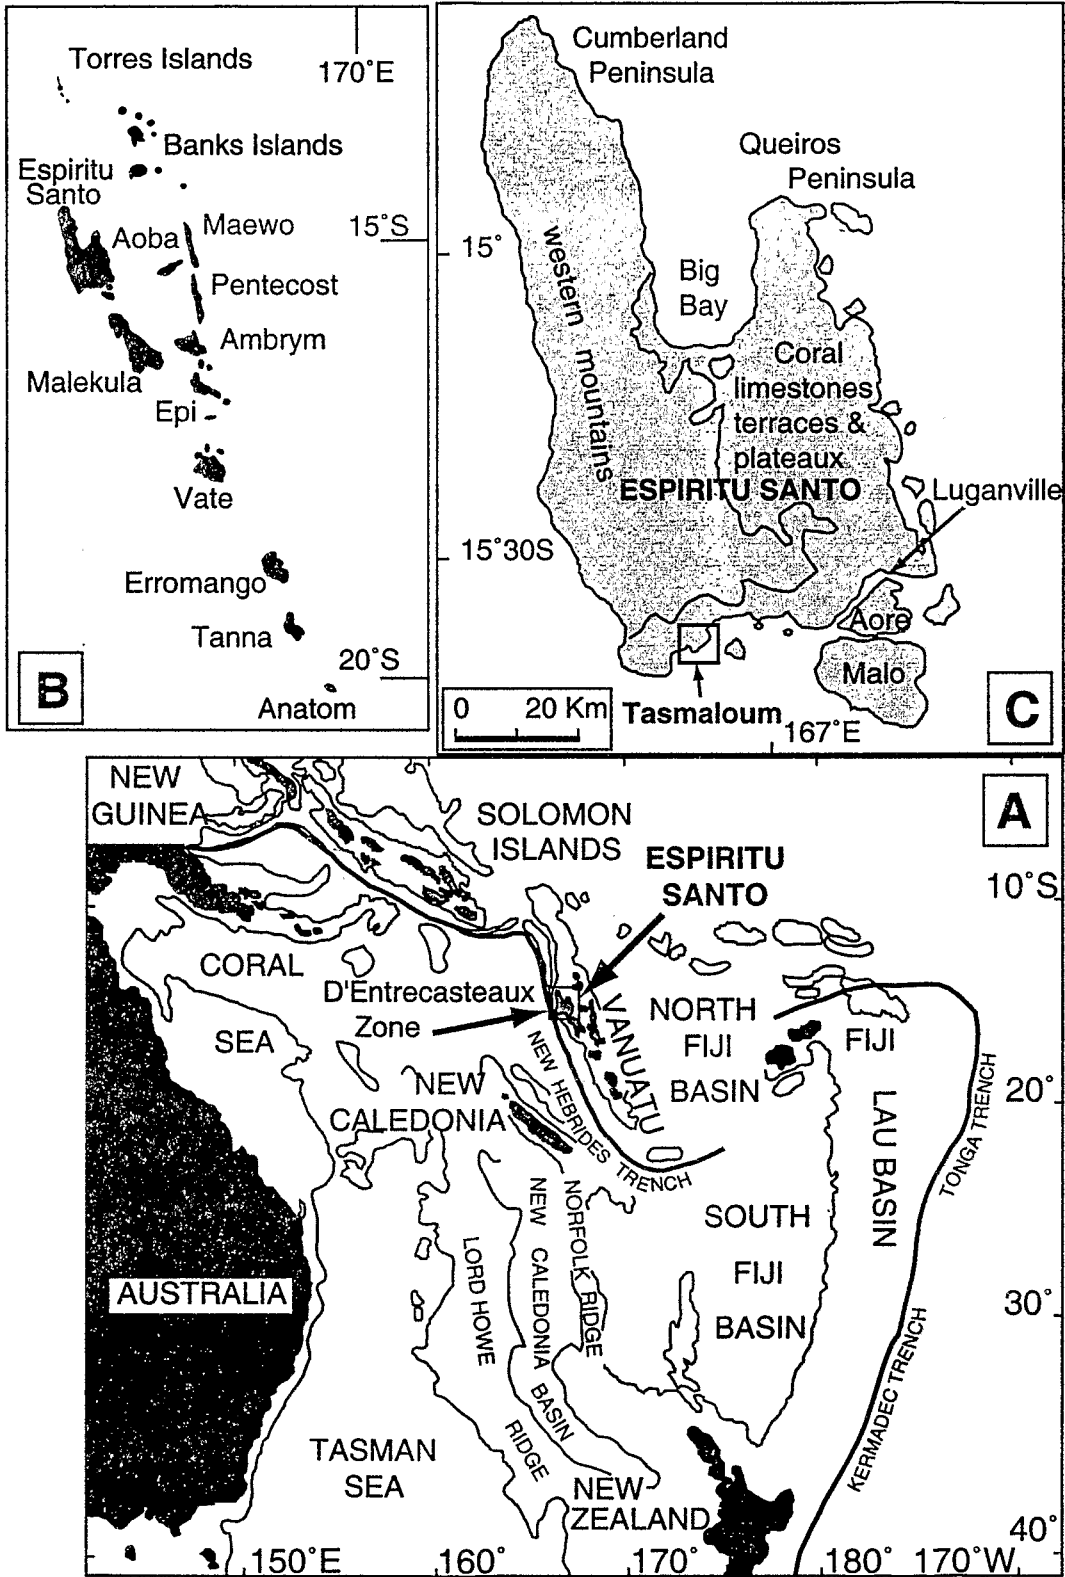 Torres Islands
170°E
Banks Islands
Espiritu
Santo
Aoba
Maewo
15°S
Pentecost
Ambrym
Malekula
Epi
Vate
Erromango
Tanna
20°S
B
Anatom
Cumberland
Peninsula
Queiros
Peninsula
15°
Big
Bay
western mountains
Coral
limestones
terraces &
plateaux
ESPIRITU SANTO
Luganville
15°30S
Aore
Malo
0 20 Km
Tasmaloum
167°E
C
NEW
GUINEA
SOLOMON
ISLANDS
A
ESPIRITU
SANTO
10°S
CORAL
SEA
D'Entrecasteaux
Zone
VANUATU
NORTH
FIJI
BASIN
FIJI
NEW
CALEDONIA
NEW HEBRIDES TRENCH
LAU BASIN
TONGA TRENCH
20°
SOUTH
FIJI
BASIN
NORFOLK RIDGE
NEW CALEDONIA BASIN
LORD HOWE
RIDGE
AUSTRALIA
30°
KERMADEC TRENCH
TASMAN
SEA
NEW
ZEALAND
40°
150°E
160°
170°
180°
170°W